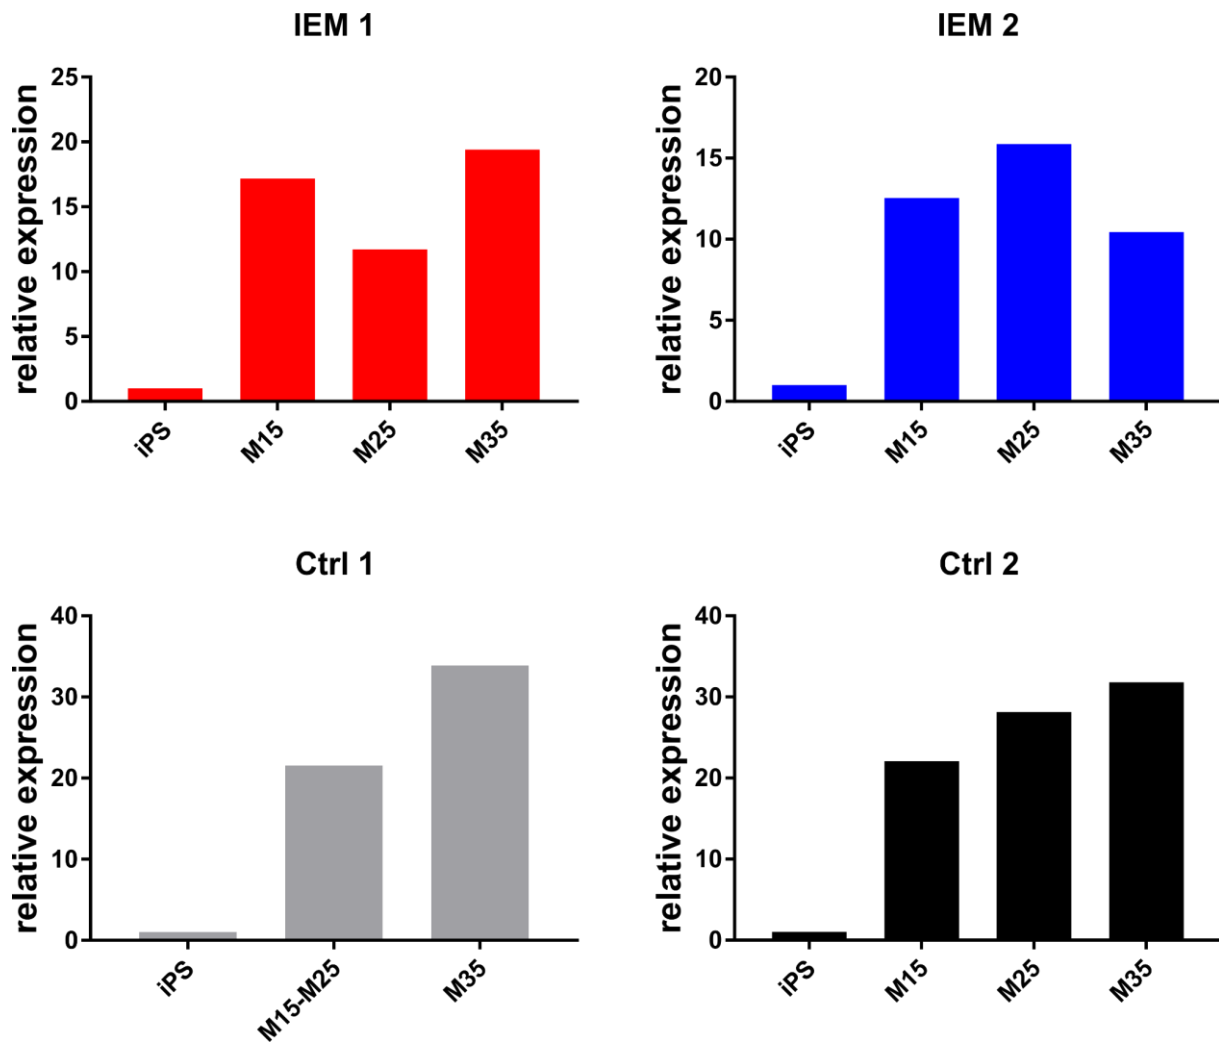 IEM 1
relative expression
25
20
15
10
5
0
iPS
M15
M25
M35
IEM 2
relative expression
20
15
10
5
0
iPS
M15
M25
M35
Ctrl 1
relative expression
40
30
20
10
0
iPS
M15-M25
M35
Ctrl 2
relative expression
40
30
20
10
0
iPS
M15
M25
M35